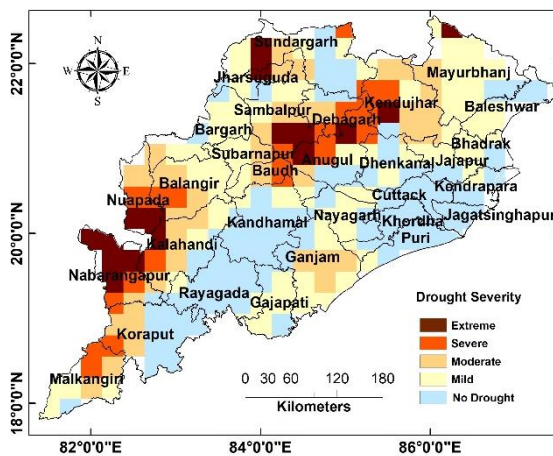 N
W
E
S
22°0'0"N
20°0'0"N
18°0'0"N
Sundargarh
Jharsuguda
Mayurbhanj
Sambalpur
Kendujhar
Debagarh
Baleshwar
Bargarh
Subarnapur
Anugul
Bhadrak
Dhenkanal
Jajapur
Baudh
Balangir
Nuapada
Cuttack
Kendrapara
Kandhamal
Nayagarh
Khordha
Jagatsinghapur
Puri
Kalahandi
Ganjam
Nabarangapur
Rayagada
Gajapati
Koraput
Malkangiri
Drought Severity
Extreme
Severe
Moderate
Mild
No Drought
0 30 60 120 180
Kilometers
82°0'0"E 84°0'0"E 86°0'0"E